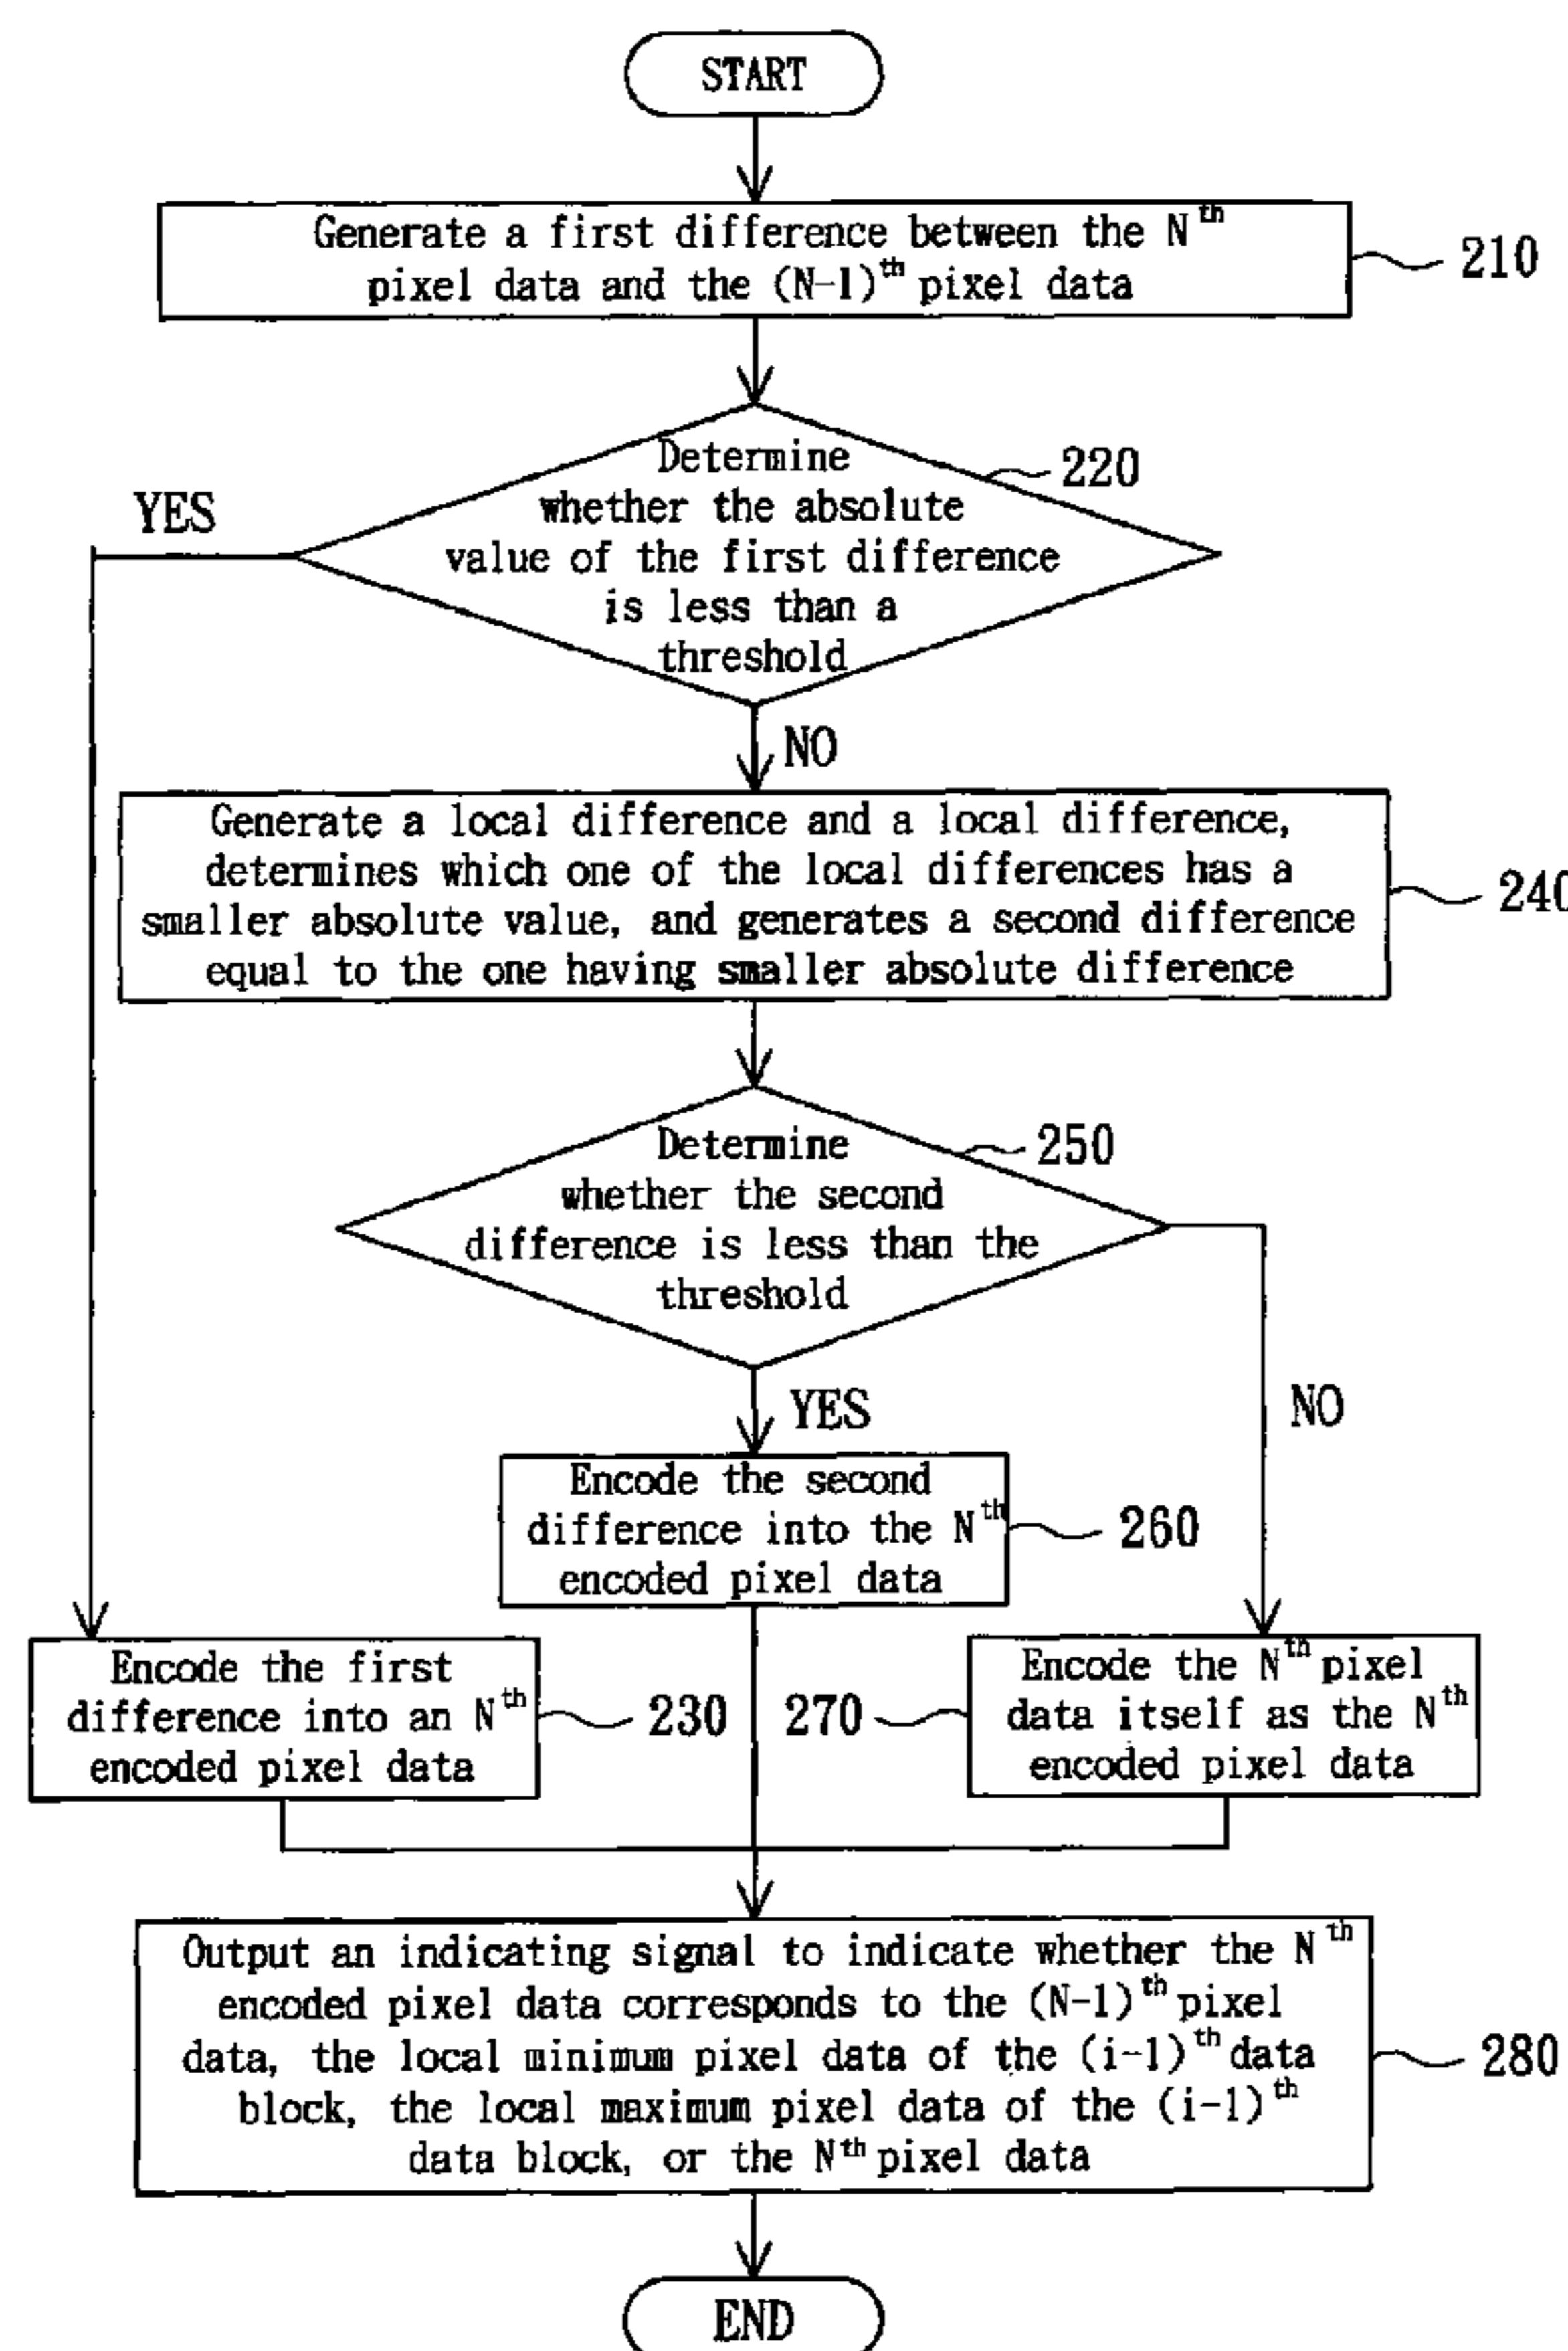 START
Generate a first difference between the Nth
pixel data and the (N-1)th pixel data
210
Determine
whether the absolute
value of the first difference
is less than a
threshold
220
YES
NO
Generate a local difference and a local difference,
determines which one of the local differences has a
smaller absolute value, and generates a second difference
equal to the one having smaller absolute difference
240
Determine
whether the second
difference is less than the
threshold
250
YES
NO
Encode the second
difference into the Nth
encoded pixel data
260
Encode the first
difference into an Nth
encoded pixel data
230
270
Encode the Nth pixel
data itself as the Nth
encoded pixel data
Output an indicating signal to indicate whether the Nth
encoded pixel data corresponds to the (N-1)th pixel
data, the local minimum pixel data of the (i-1)th data
block, the local maximum pixel data of the (i-1)th
data block, or the Nth pixel data
280
END